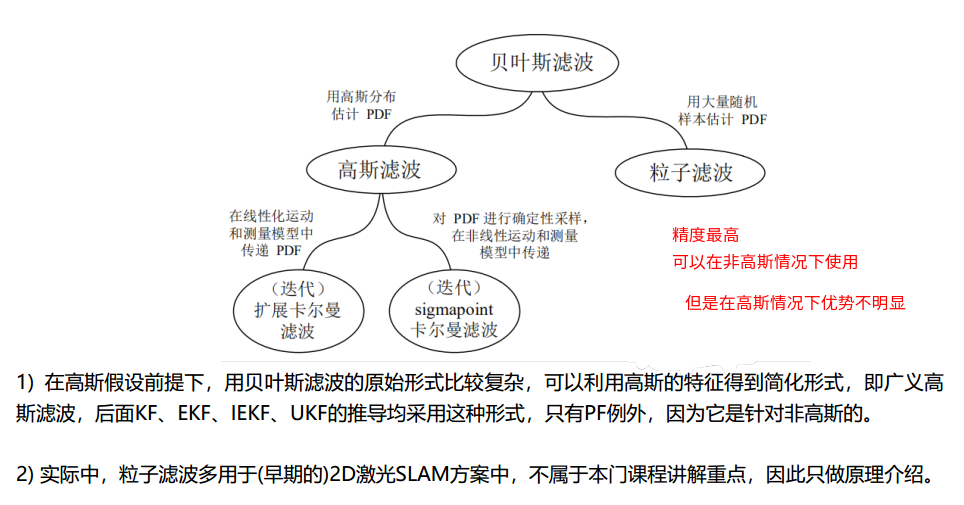 贝叶斯滤波
用高斯分布
估计 PDF
用大量随机
样本估计 PDF
高斯滤波
粒子滤波
在线性化运动
和测量模型中
传递 PDF
对 PDF 进行确定性采样，
在非线性运动和测量
模型中传递
精度最高
可以在非高斯情况下使用
但是在高斯情况下优势不明显
（迭代）
扩展卡尔曼
滤波
（迭代）
sigmapoint
卡尔曼滤波
1) 在高斯假设前提下，用贝叶斯滤波的原始形式比较复杂，可以利用高斯的特征得到简化形式，即广义高
斯滤波，后面KF、EKF、IEKF、UKF的推导均采用这种形式，只有PF例外，因为它是针对非高斯的。
2) 实际中，粒子滤波多用于(早期的)2D激光SLAM方案中，不属于本门课程讲解重点，因此只做原理介绍。